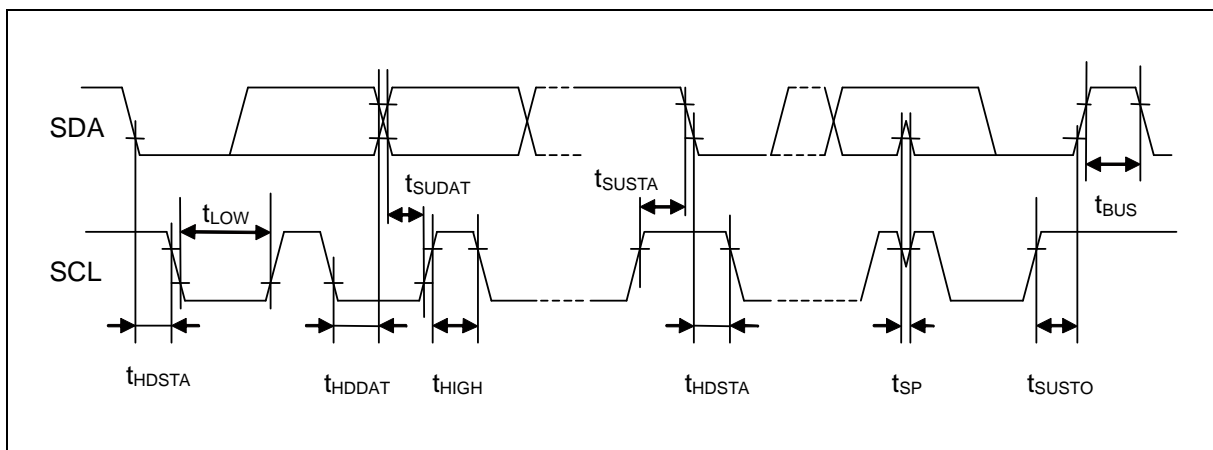 SDA
tSUDAT
tSUSTA
tLOW
tBUS
SCL
tHDSTA
tHDDAT
tHIGH
tHDSTA
tSP
tSUSTO